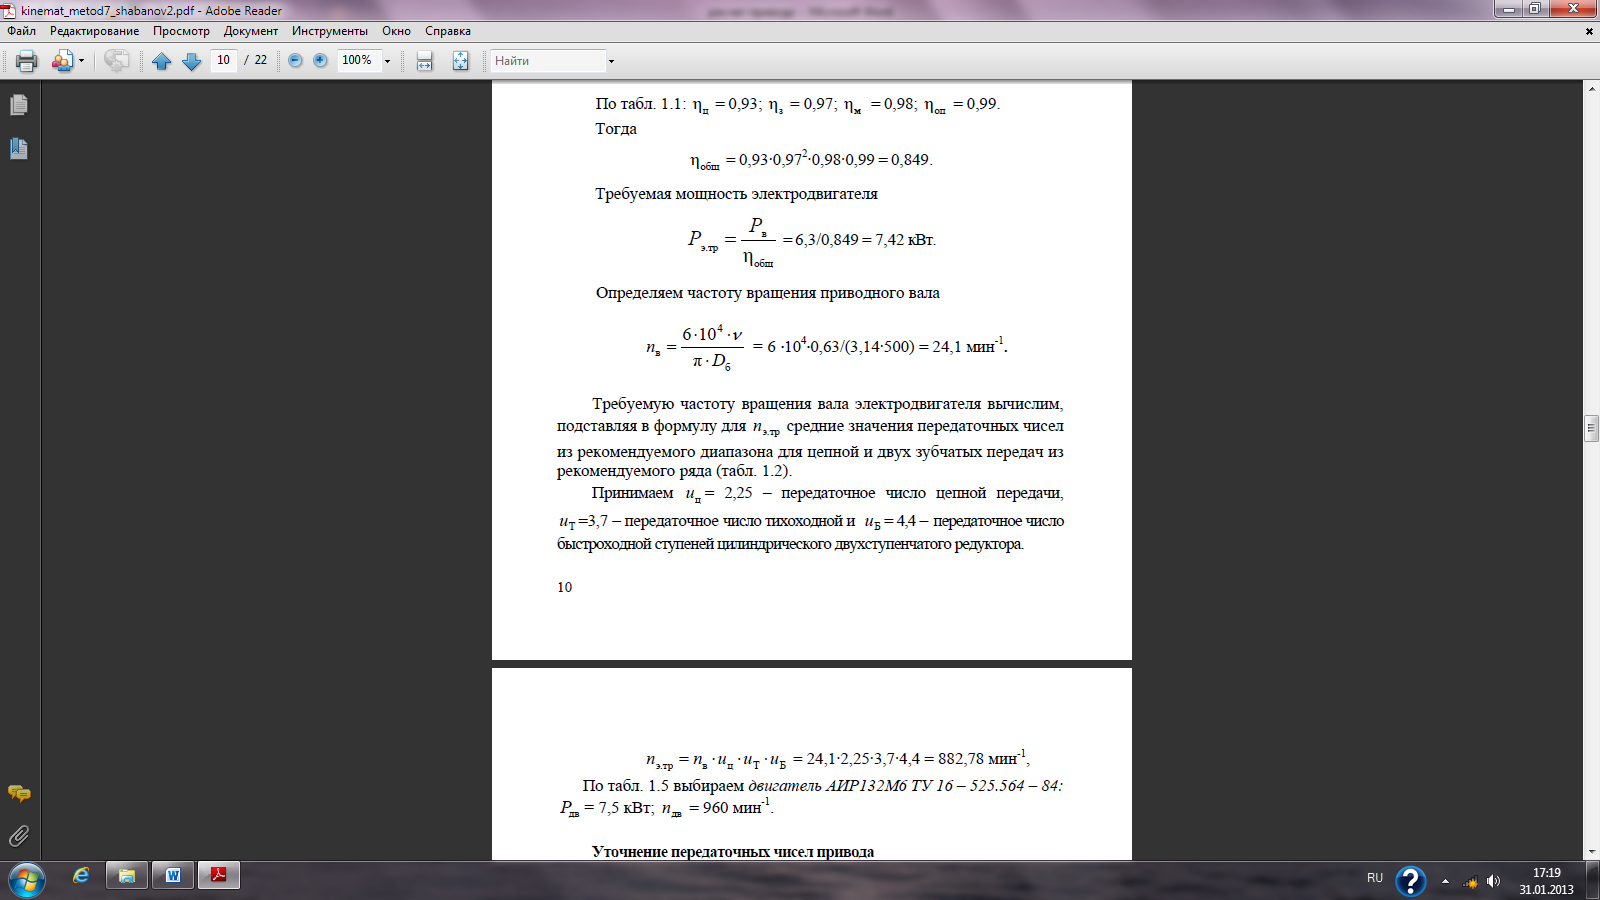 kinemat_metod7_shabanov2.pdf - Adobe Reader
Файл Редактирование Просмотр Документ Инструменты Окно Справка
10 / 22 100% Найти
По табл. 1.1: ηц = 0,93; ηз = 0,97; ηм = 0,98; ηоп = 0,99.
Тогда
ηобщ = 0,93·0,97²·0,98·0,99 = 0,849.
Требуемая мощность электродвигателя
Pэ.тр = Pв / ηобщ = 6,3/0,849 = 7,42 кВт.
Определяем частоту вращения приводного вала
nв = 6·10⁴·ν / π·Dб = 6 ·10⁴·0,63/(3,14·500) = 24,1 мин⁻¹.
Требуемую частоту вращения вала электродвигателя вычислим,
подставляя в формулу для nэ.тр средние значения передаточных чисел
из рекомендуемого диапазона для цепной и двух зубчатых передач из
рекомендуемого ряда (табл. 1.2).
Принимаем uц = 2,25 – передаточное число цепной передачи,
uТ =3,7 – передаточное число тихоходной и uБ = 4,4 – передаточное число
быстроходной ступеней цилиндрического двухступенчатого редуктора.
10
nэ.тр = nв · uц · uТ · uБ = 24,1·2,25·3,7·4,4 = 882,78 мин⁻¹,
По табл. 1.5 выбираем двигатель АИР132М6 ТУ 16 – 525.564 – 84:
Pдв = 7,5 кВт; nдв = 960 мин⁻¹.
Уточнение передаточных чисел привода
RU
17:19
31.01.2013